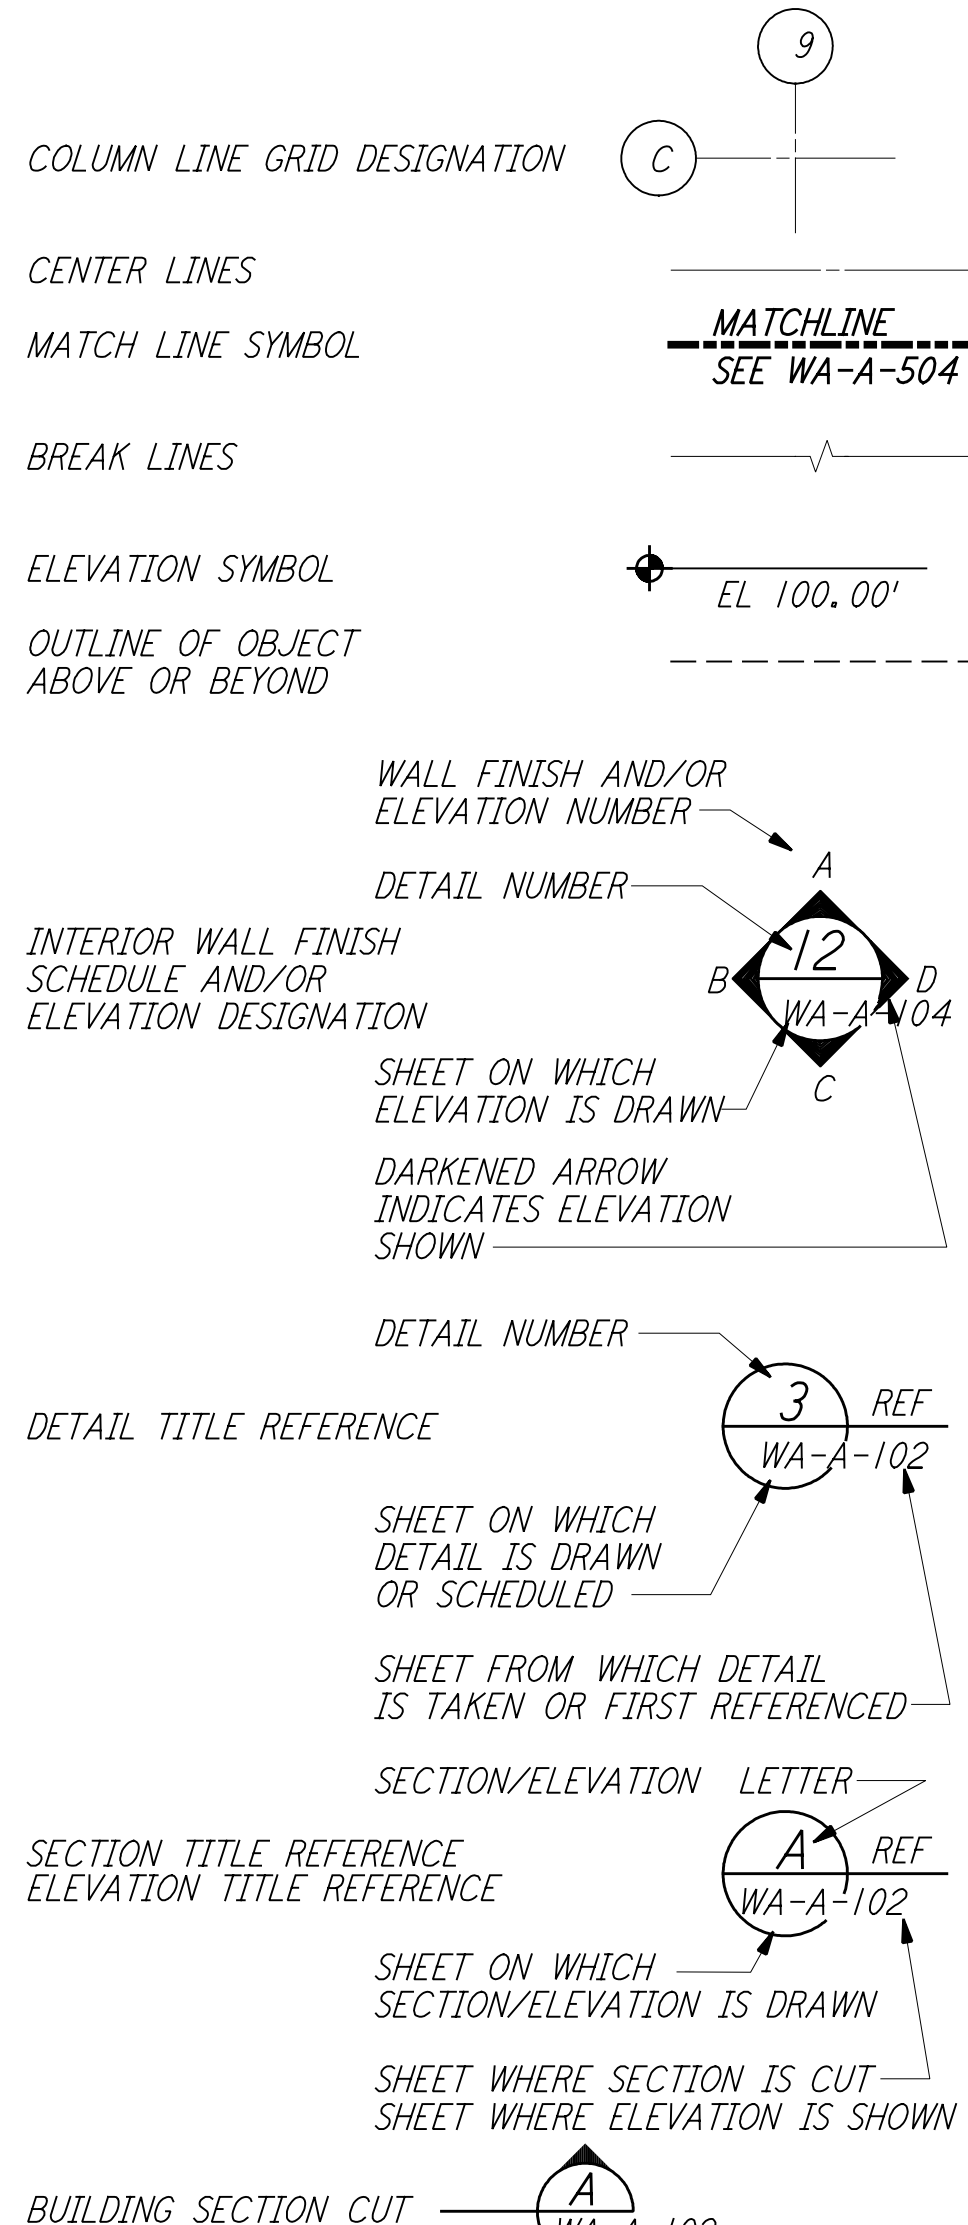 9
COLUMN LINE GRID DESIGNATION
C
CENTER LINES
MATCHLINE
MATCH LINE SYMBOL
SEE WA-A-504
BREAK LINES
ELEVATION SYMBOL
EL 100.00'
OUTLINE OF OBJECT
ABOVE OR BEYOND
WALL FINISH AND/OR
ELEVATION NUMBER
A
DETAIL NUMBER
INTERIOR WALL FINISH
SCHEDULE AND/OR
ELEVATION DESIGNATION
12
B
D
WA-A-104
C
SHEET ON WHICH
ELEVATION IS DRAWN
DARKENED ARROW
INDICATES ELEVATION
SHOWN
DETAIL NUMBER
3
REF
DETAIL TITLE REFERENCE
WA-A-102
SHEET ON WHICH
DETAIL IS DRAWN
OR SCHEDULED
SHEET FROM WHICH DETAIL
IS TAKEN OR FIRST REFERENCED
SECTION/ELEVATION LETTER
SECTION TITLE REFERENCE
ELEVATION TITLE REFERENCE
A
REF
WA-A-102
SHEET ON WHICH
SECTION/ELEVATION IS DRAWN
SHEET WHERE SECTION IS CUT
SHEET WHERE ELEVATION IS SHOWN
A
BUILDING SECTION CUT